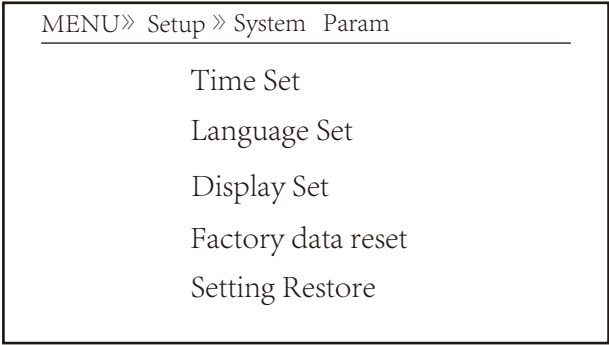 MENU» Setup » System Param
Time Set
Language Set
Display Set
Factory data reset
Setting Restore